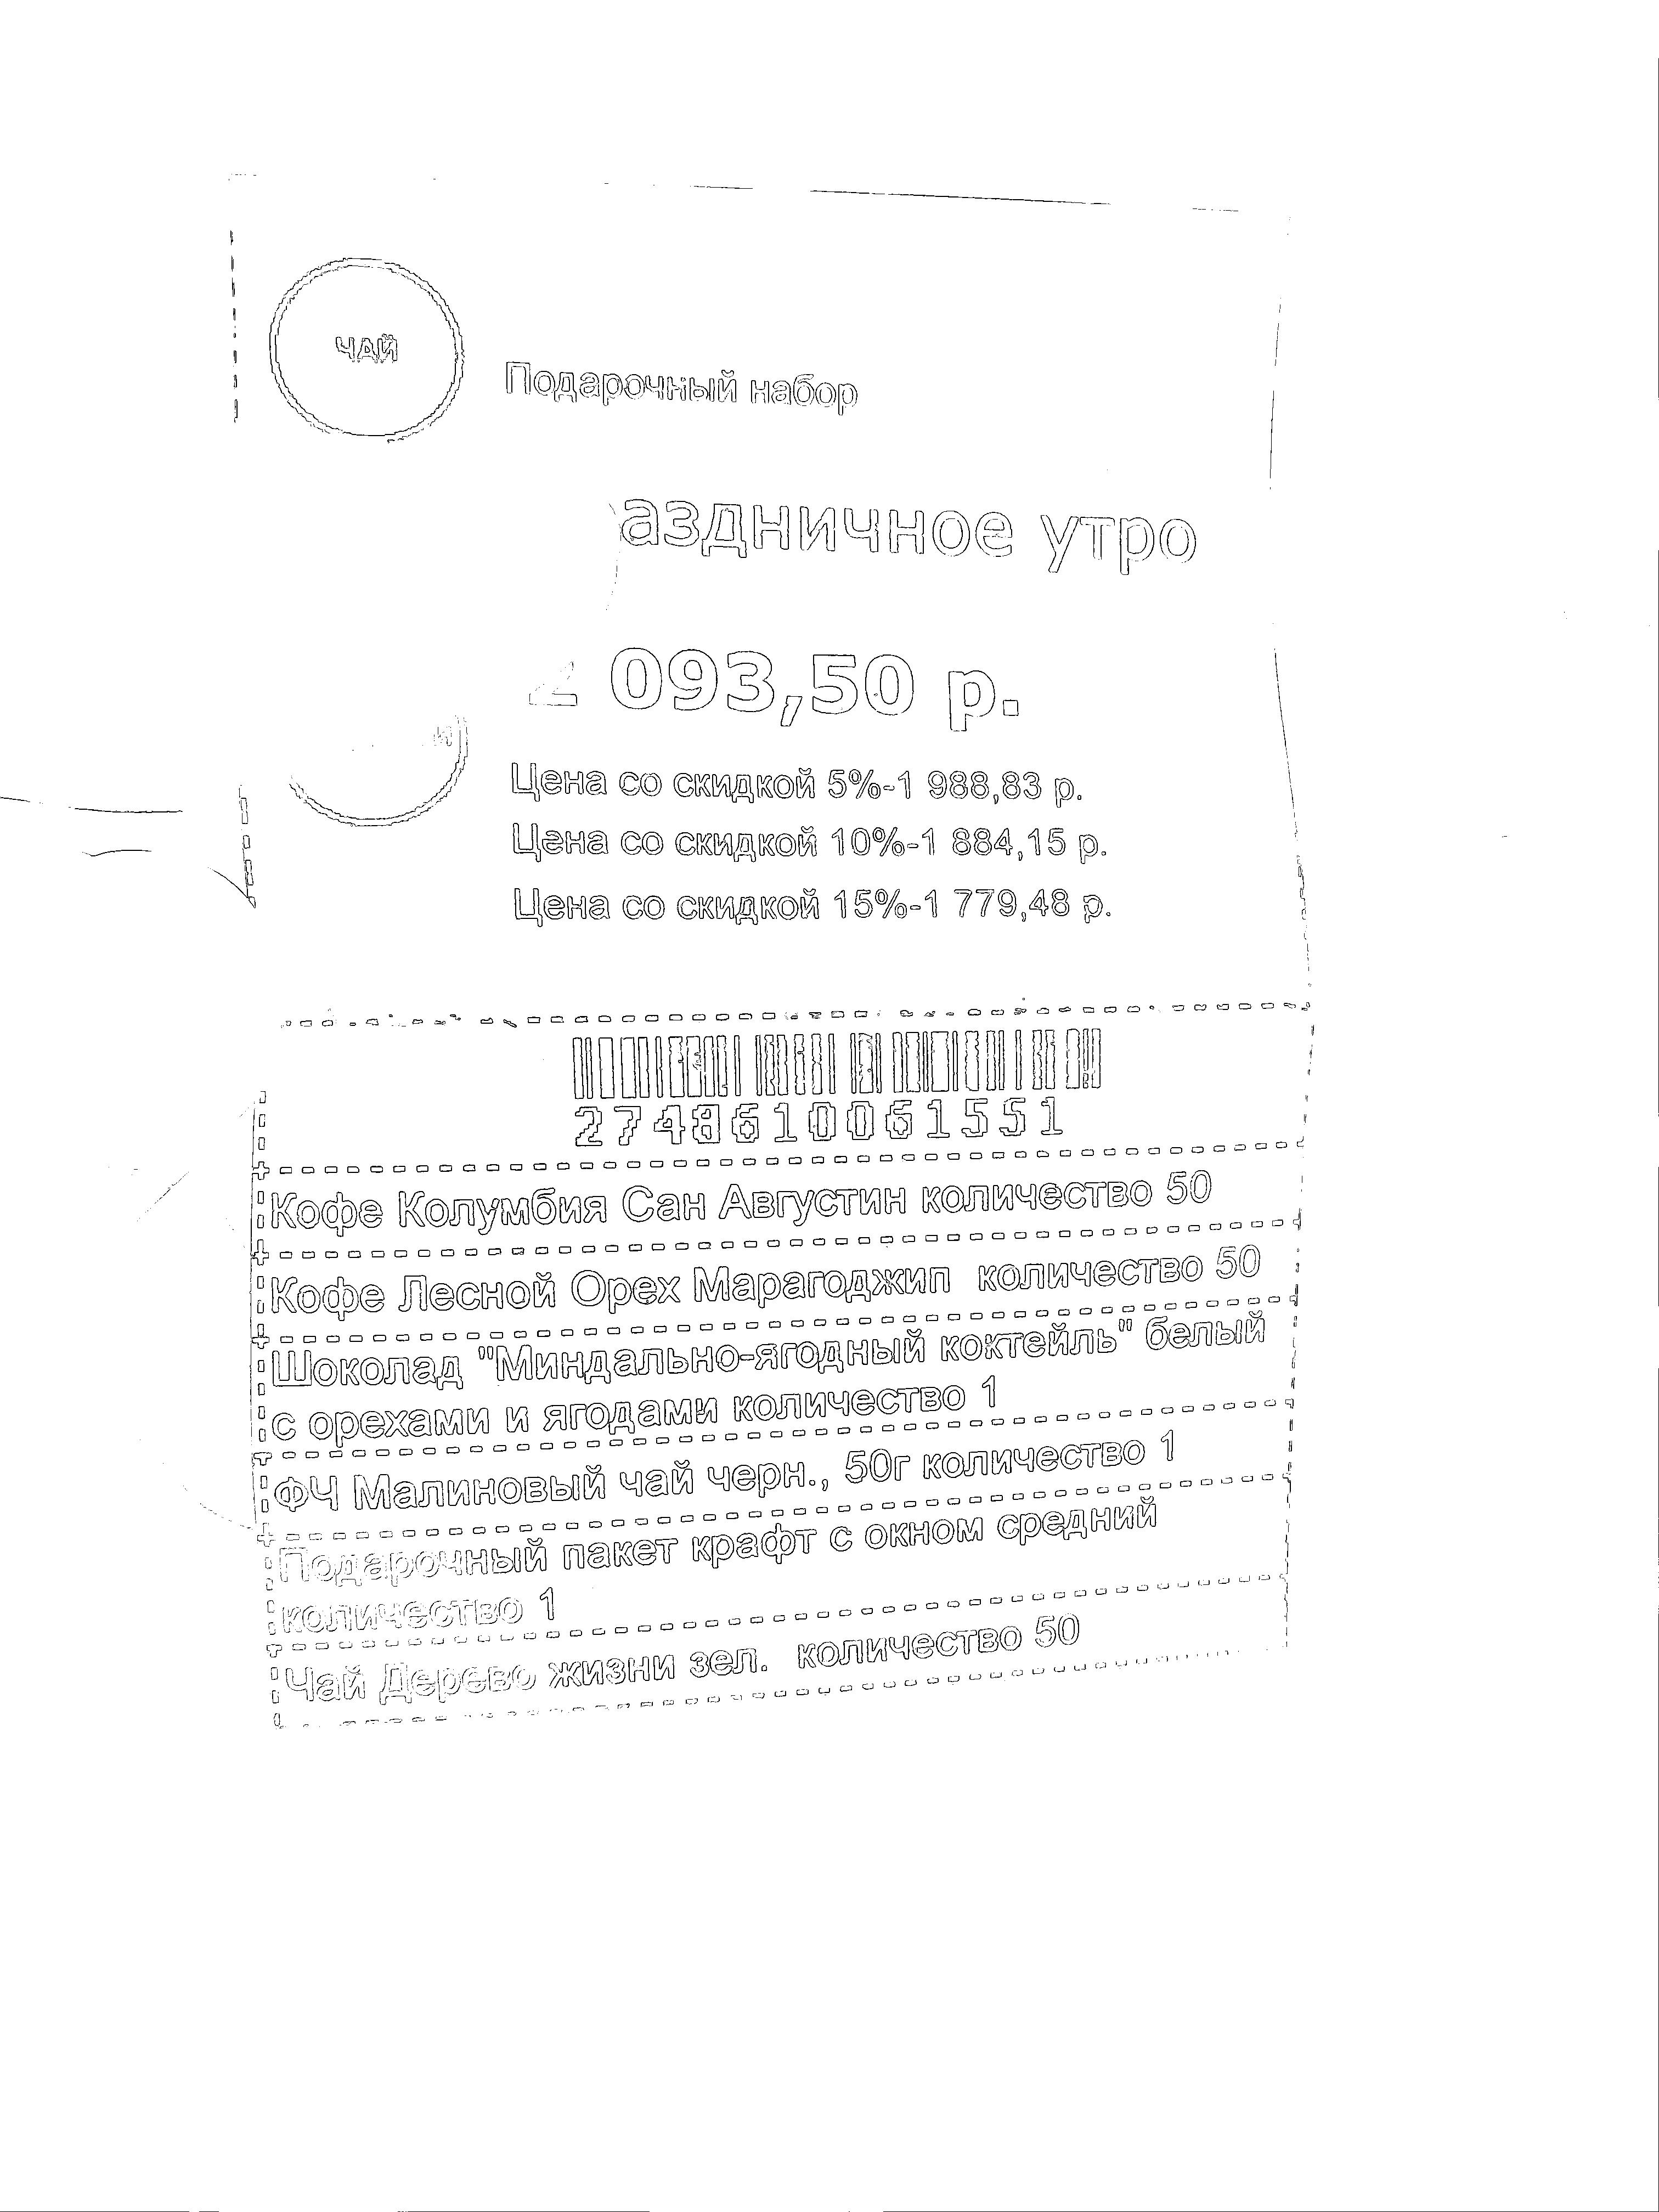 ЧАЙ
Подарочный набор
аздничное утро
2 093,50 р.
Цена со скидкой 5%-1 988,83 р.
Цена со скидкой 10%-1 884,15 р.
Цена со скидкой 15%-1 779,48 р.
2748610061551
Кофе Колумбия Сан Августин количество 50
Кофе Лесной Орех Марагоджип количество 50
Шоколад "Миндально-ягодный коктейль" белый
с орехами и ягодами количество 1
ФЧ Малиновый чай черн., 50г количество 1
Подарочный пакет крафт с окном средний
количество 1
Чай Дерево жизни зел. количество 50